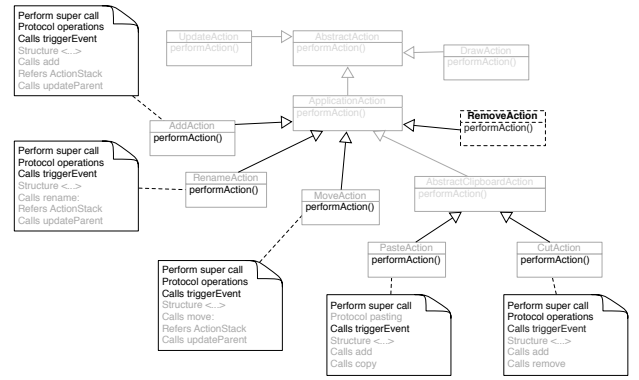 Perform super call
Protocol operations
Calls triggerEvent
Structure <...>
Calls add
Refers ActionStack
Calls updateParent
UpdateAction
performAction()
AbstractAction
performAction()
DrawAction
performAction()
ApplicationAction
performAction()
RemoveAction
performAction()
AddAction
performAction()
Perform super call
Protocol operations
Calls triggerEvent
Structure <...>
Calls rename:
Refers ActionStack
Calls updateParent
RenameAction
performAction()
MoveAction
performAction()
AbstractClipboardAction
performAction()
PasteAction
performAction()
CutAction
performAction()
Perform super call
Protocol operations
Calls triggerEvent
Structure <...>
Calls move:
Refers ActionStack
Calls updateParent
Perform super call
Protocol pasting
Calls triggerEvent
Structure <...>
Calls add
Calls copy
Perform super call
Protocol operations
Calls triggerEvent
Structure <...>
Calls add
Calls remove